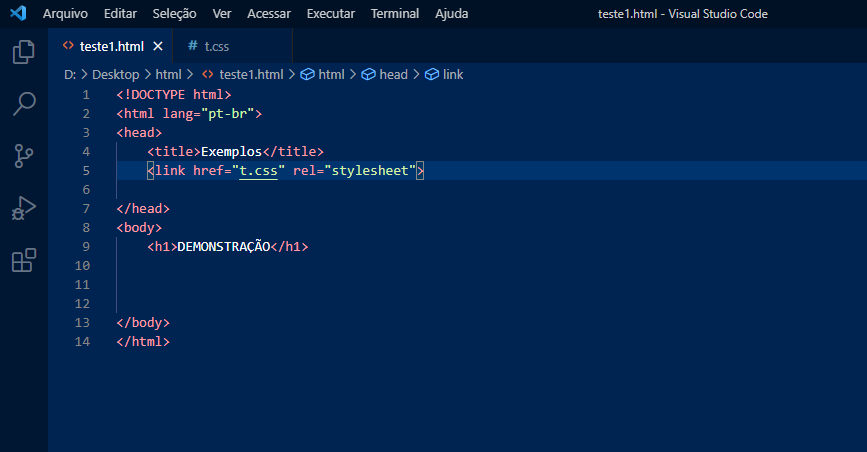 Arquivo Editar Seleção Ver Acessar Executar Terminal Ajuda teste1.html - Visual Studio Code
<> teste1.html × # t.css
D: > Desktop > html > <> teste1.html > html > head > link
1 <!DOCTYPE html>
2 <html lang="pt-br">
3 <head>
4 <title>Exemplos</title>
5 <link href="t.css" rel="stylesheet">
6
7 </head>
8 <body>
9 <h1>DEMONSTRAÇÃO</h1>
10
11
12
13 </body>
14 </html>